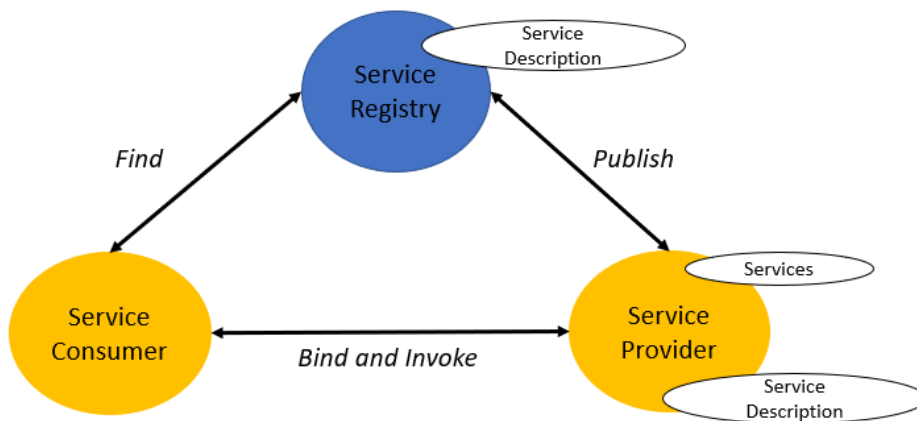 Service
Description
Service
Registry
Find
Publish
Services
Service
Consumer
Service
Provider
Bind and Invoke
Service
Description